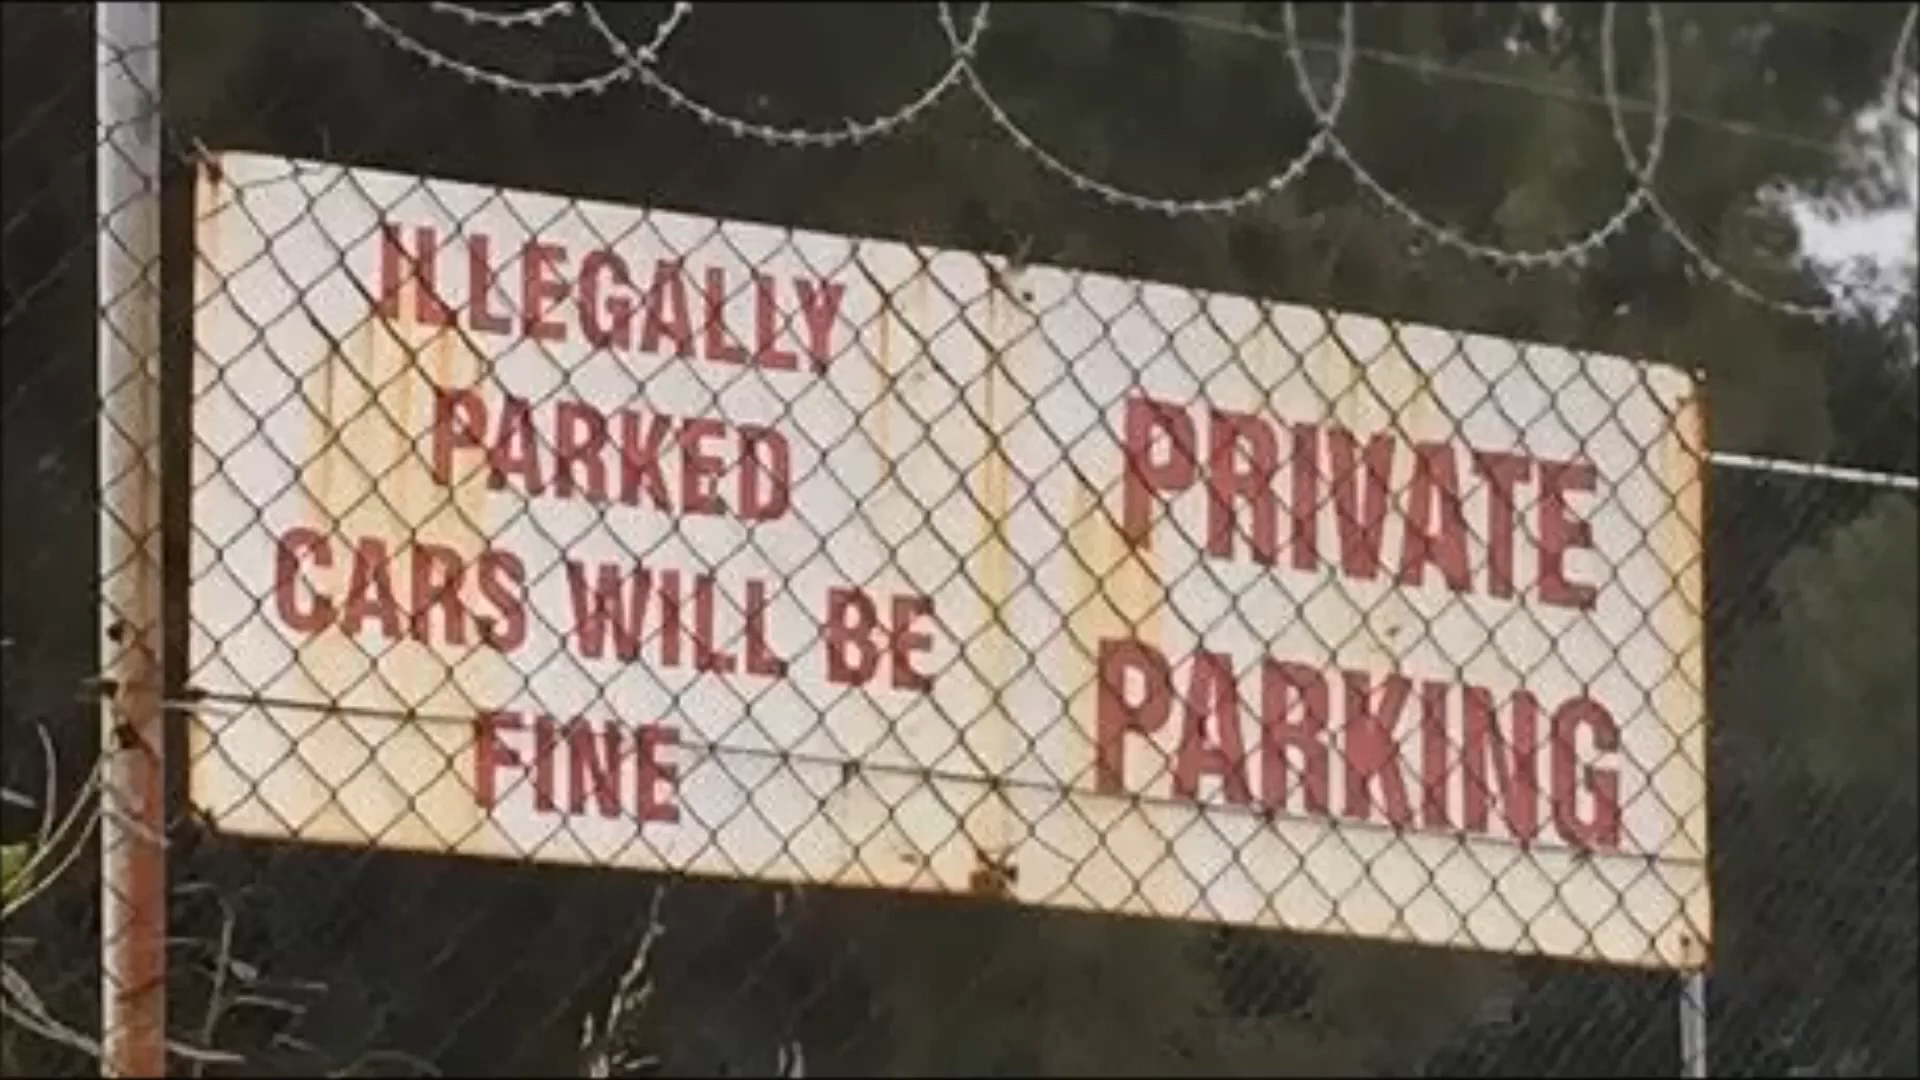 ILLEGALLY
PARKED
CARS WILL BE
FINE
PRIVATE
PARKING